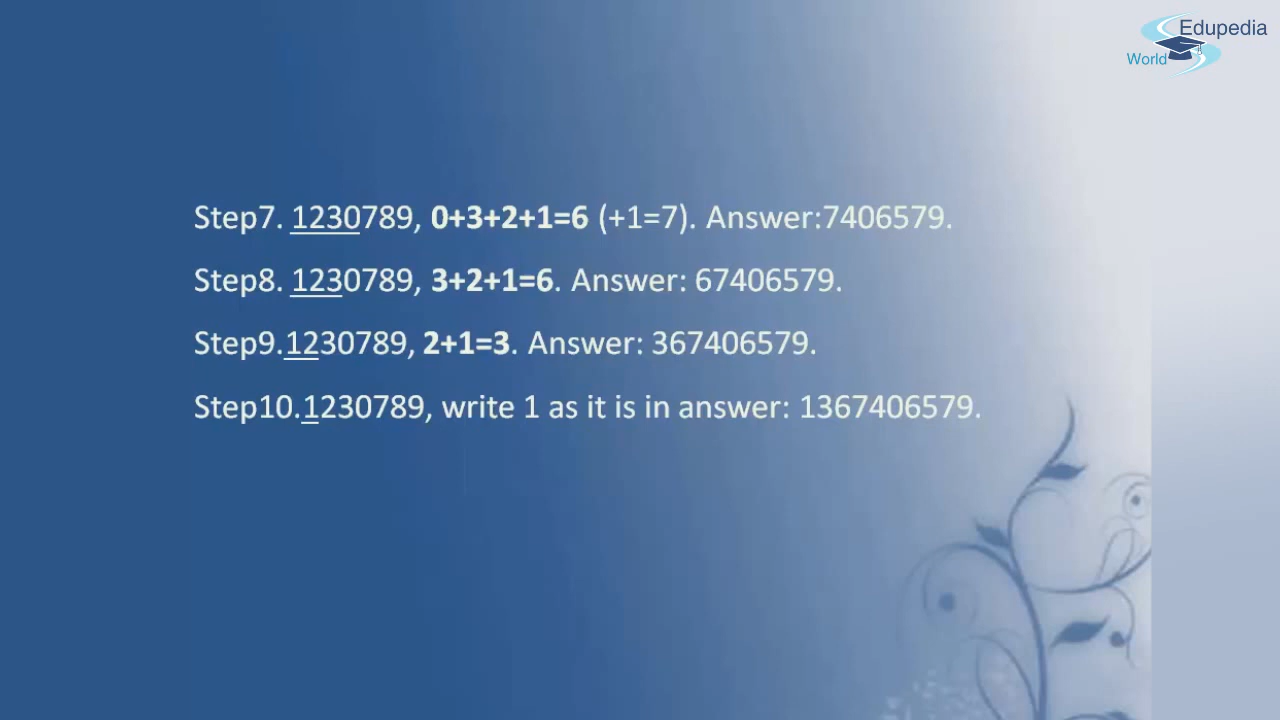 Edupedia
World
Step7. 1230789, 0+3+2+1=6 (+1=7). Answer:7406579.
Step8. 1230789, 3+2+1=6. Answer: 67406579.
Step9.1230789, 2+1=3. Answer: 367406579.
Step10.1230789, write 1 as it is in answer: 1367406579.